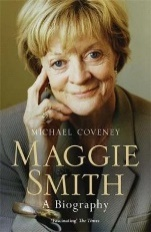 MICHAEL COVENEY
MAGGIE
SMITH
A Biography
'Fascinating' The Times